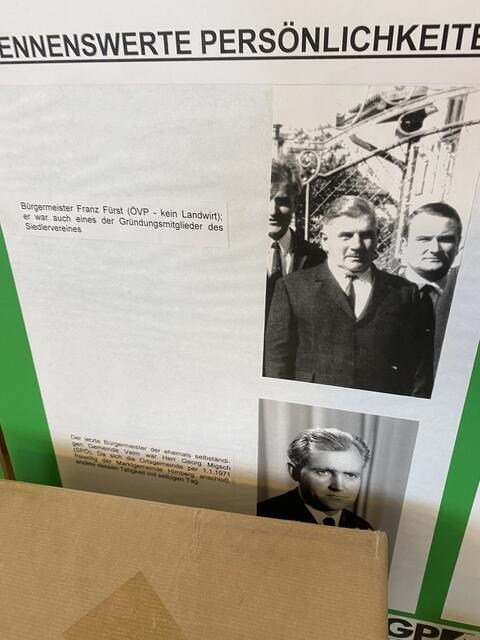 ENNENSWERTE PERSÖNLICHKEITE
Bürgermeister Franz Fürst (ÖVP - kein Landwirt);
er war auch eines der Gründungsmitglieder des
Siedlervereines
Der letzte Bürgermeister der ehemals selbständi-
gen Gemeinde Velm war Herr Georg Migsch
(SPÖ). Da sich die Ortsgemeinde per 1.1.1971
freiwillig der Marktgemeinde Himberg anschloß,
endete dessen Tätigkeit mit selbigen Tag.
GP